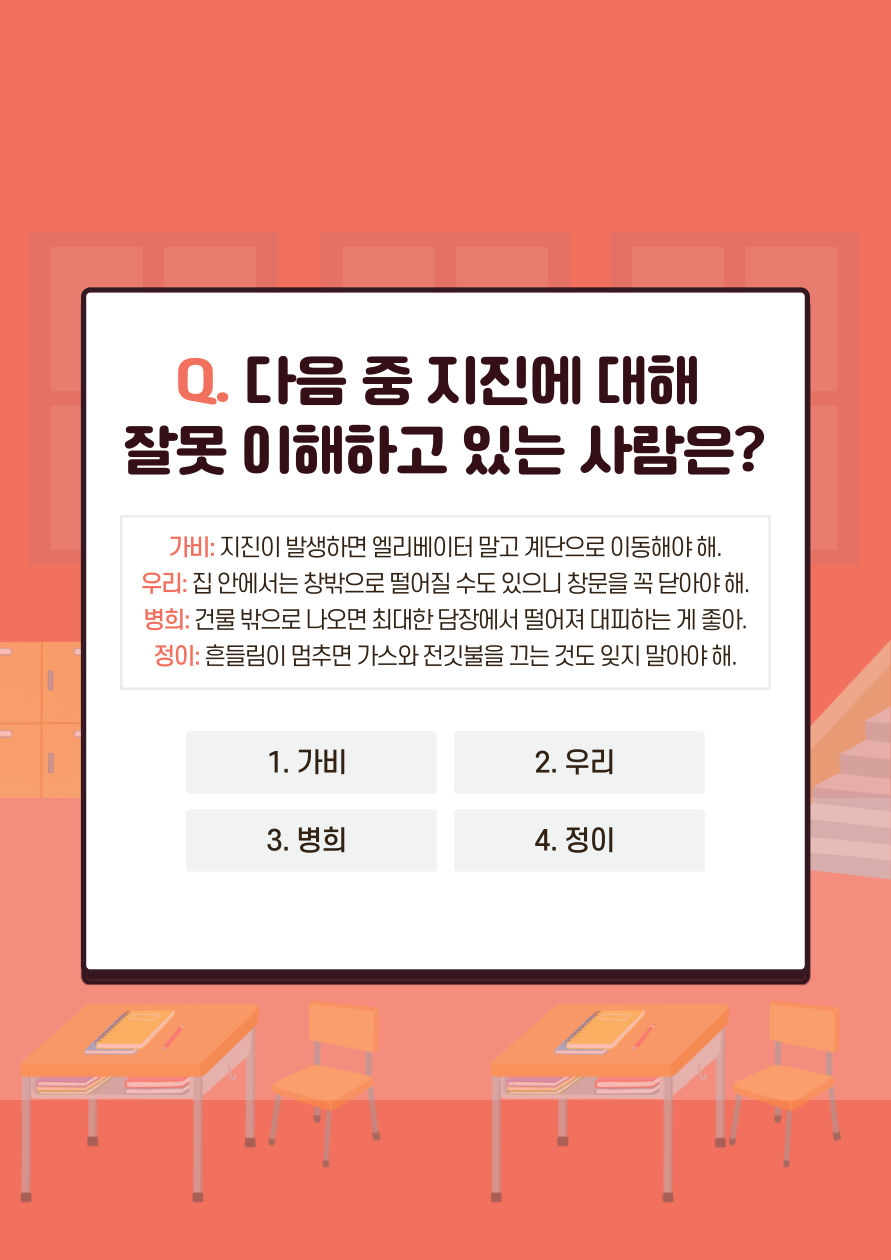 Q. 다음 중 지진에 대해
잘못 이해하고 있는 사람은?
가비: 지진이 발생하면 엘리베이터 말고 계단으로 이동해야 해.
우리: 집 안에서는 창밖으로 떨어질 수도 있으니 창문을 꼭 닫아야 해.
병희: 건물 밖으로 나오면 최대한 담장에서 떨어져 대피하는 게 좋아.
정이: 흔들림이 멈추면 가스와 전깃불을 끄는 것도 잊지 말아야 해.
1. 가비
2. 우리
3. 병희
4. 정이